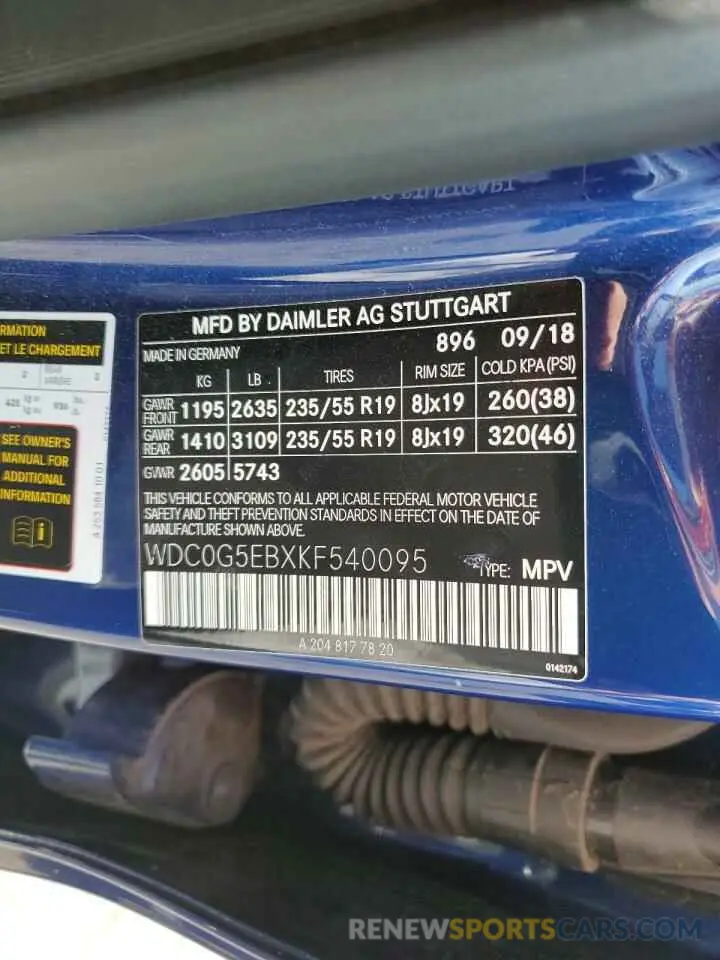 MFD BY DAIMLER AG STUTTGART
MADE IN GERMANY 896 09/18
KG LB TIRES RIM SIZE COLD KPA(PSI)
GAWR FRONT 1195 2635 235/55 R19 8Jx19 260(38)
GAWR REAR 1410 3109 235/55 R19 8Jx19 320(46)
GVWR 2605 5743
THIS VEHICLE CONFORMS TO ALL APPLICABLE FEDERAL MOTOR VEHICLE
SAFETY AND THEFT PREVENTION STANDARDS IN EFFECT ON THE DATE OF
MANUFACTURE SHOWN ABOVE.
WDC0G5EBXKF540095 TYPE: MPV
A 204 817 78 20
0142174
RMATION
ET LE CHARGEMENT
SEE OWNER'S
MANUAL FOR
ADDITIONAL
INFORMATION
RENEWSPORTSCARS.COM